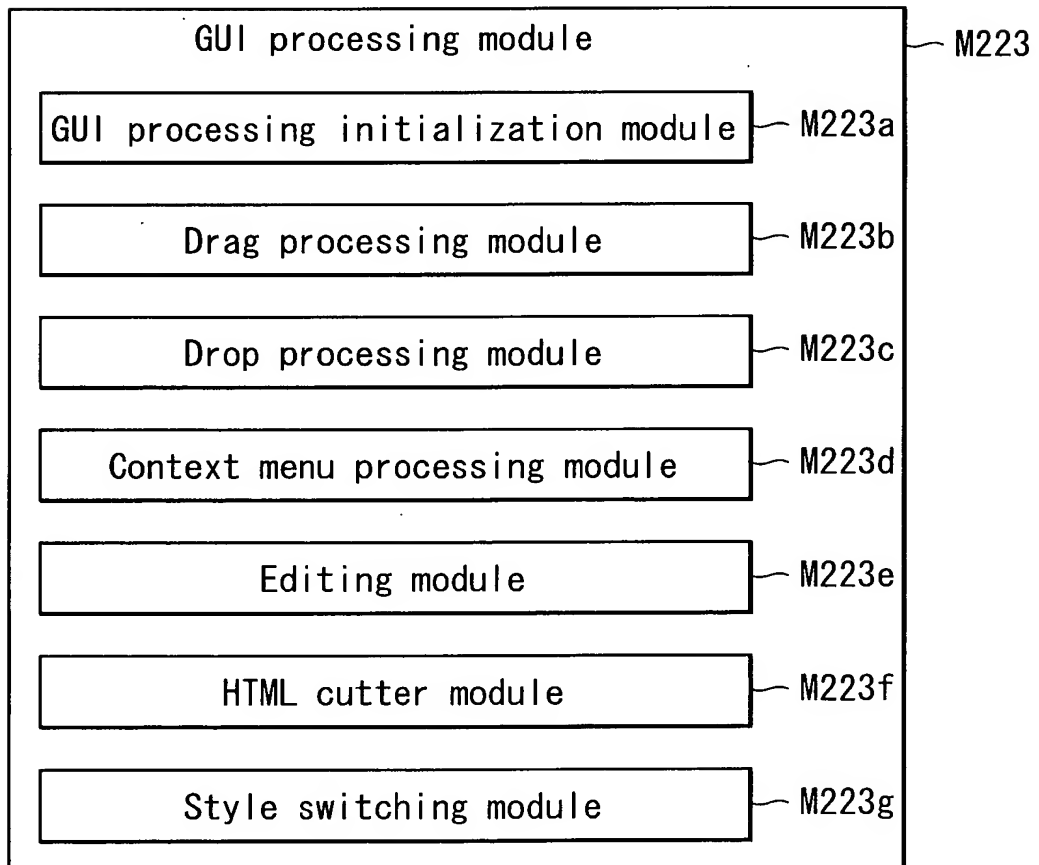 GUI processing module
M223
GUI processing initialization module
M223a
Drag processing module
M223b
Drop processing module
M223c
Context menu processing module
M223d
Editing module
M223e
HTML cutter module
M223f
Style switching module
M223g